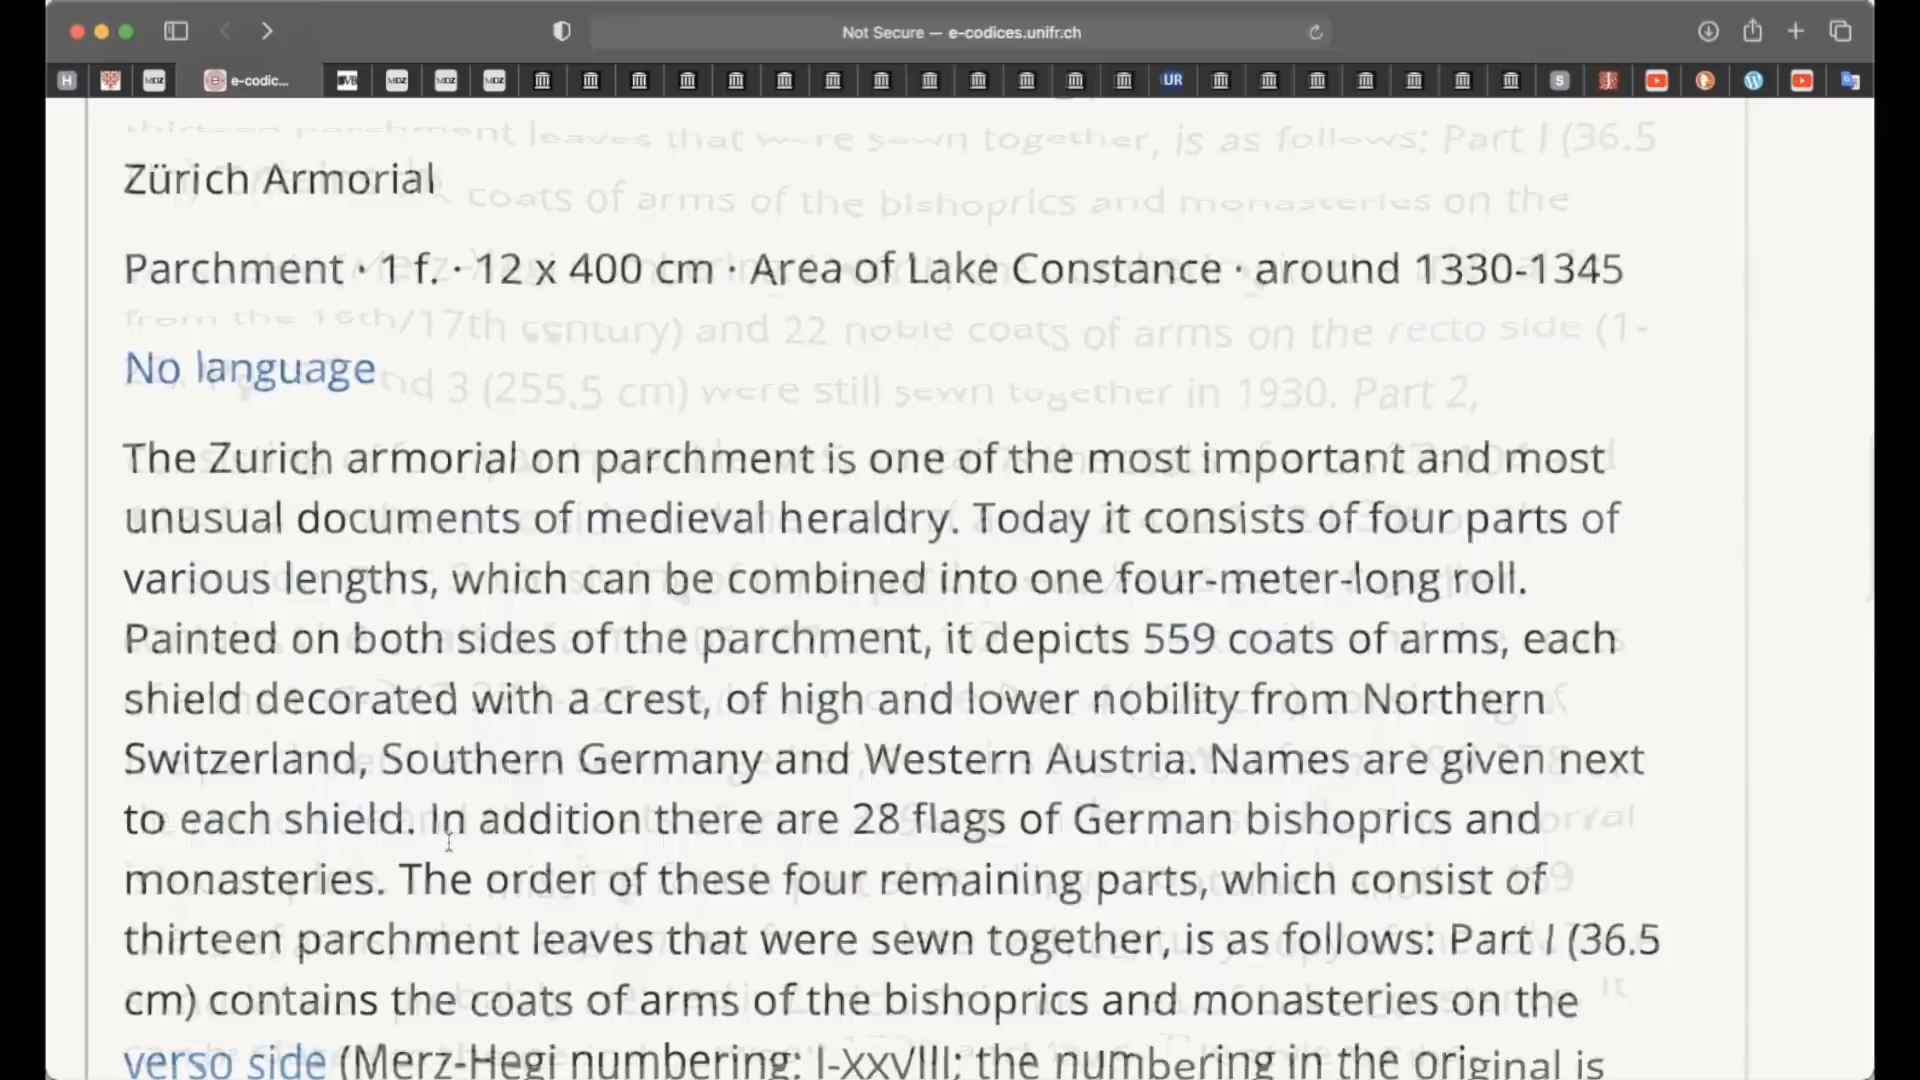 Not Secure — e-codices.unifr.ch
H MDZ e-codic... MDZ MDZ MDZ UR S
Zürich Armorial
Parchment · 1 f. · 12 x 400 cm · Area of Lake Constance · around 1330-1345
No language
The Zurich armorial on parchment is one of the most important and most
unusual documents of medieval heraldry. Today it consists of four parts of
various lengths, which can be combined into one four-meter-long roll.
Painted on both sides of the parchment, it depicts 559 coats of arms, each
shield decorated with a crest, of high and lower nobility from Northern
Switzerland, Southern Germany and Western Austria. Names are given next
to each shield. In addition there are 28 flags of German bishoprics and
monasteries. The order of these four remaining parts, which consist of
thirteen parchment leaves that were sewn together, is as follows: Part I (36.5
cm) contains the coats of arms of the bishoprics and monasteries on the
verso side (Merz-Hegi numbering: I-XXVIII; the numbering in the original is